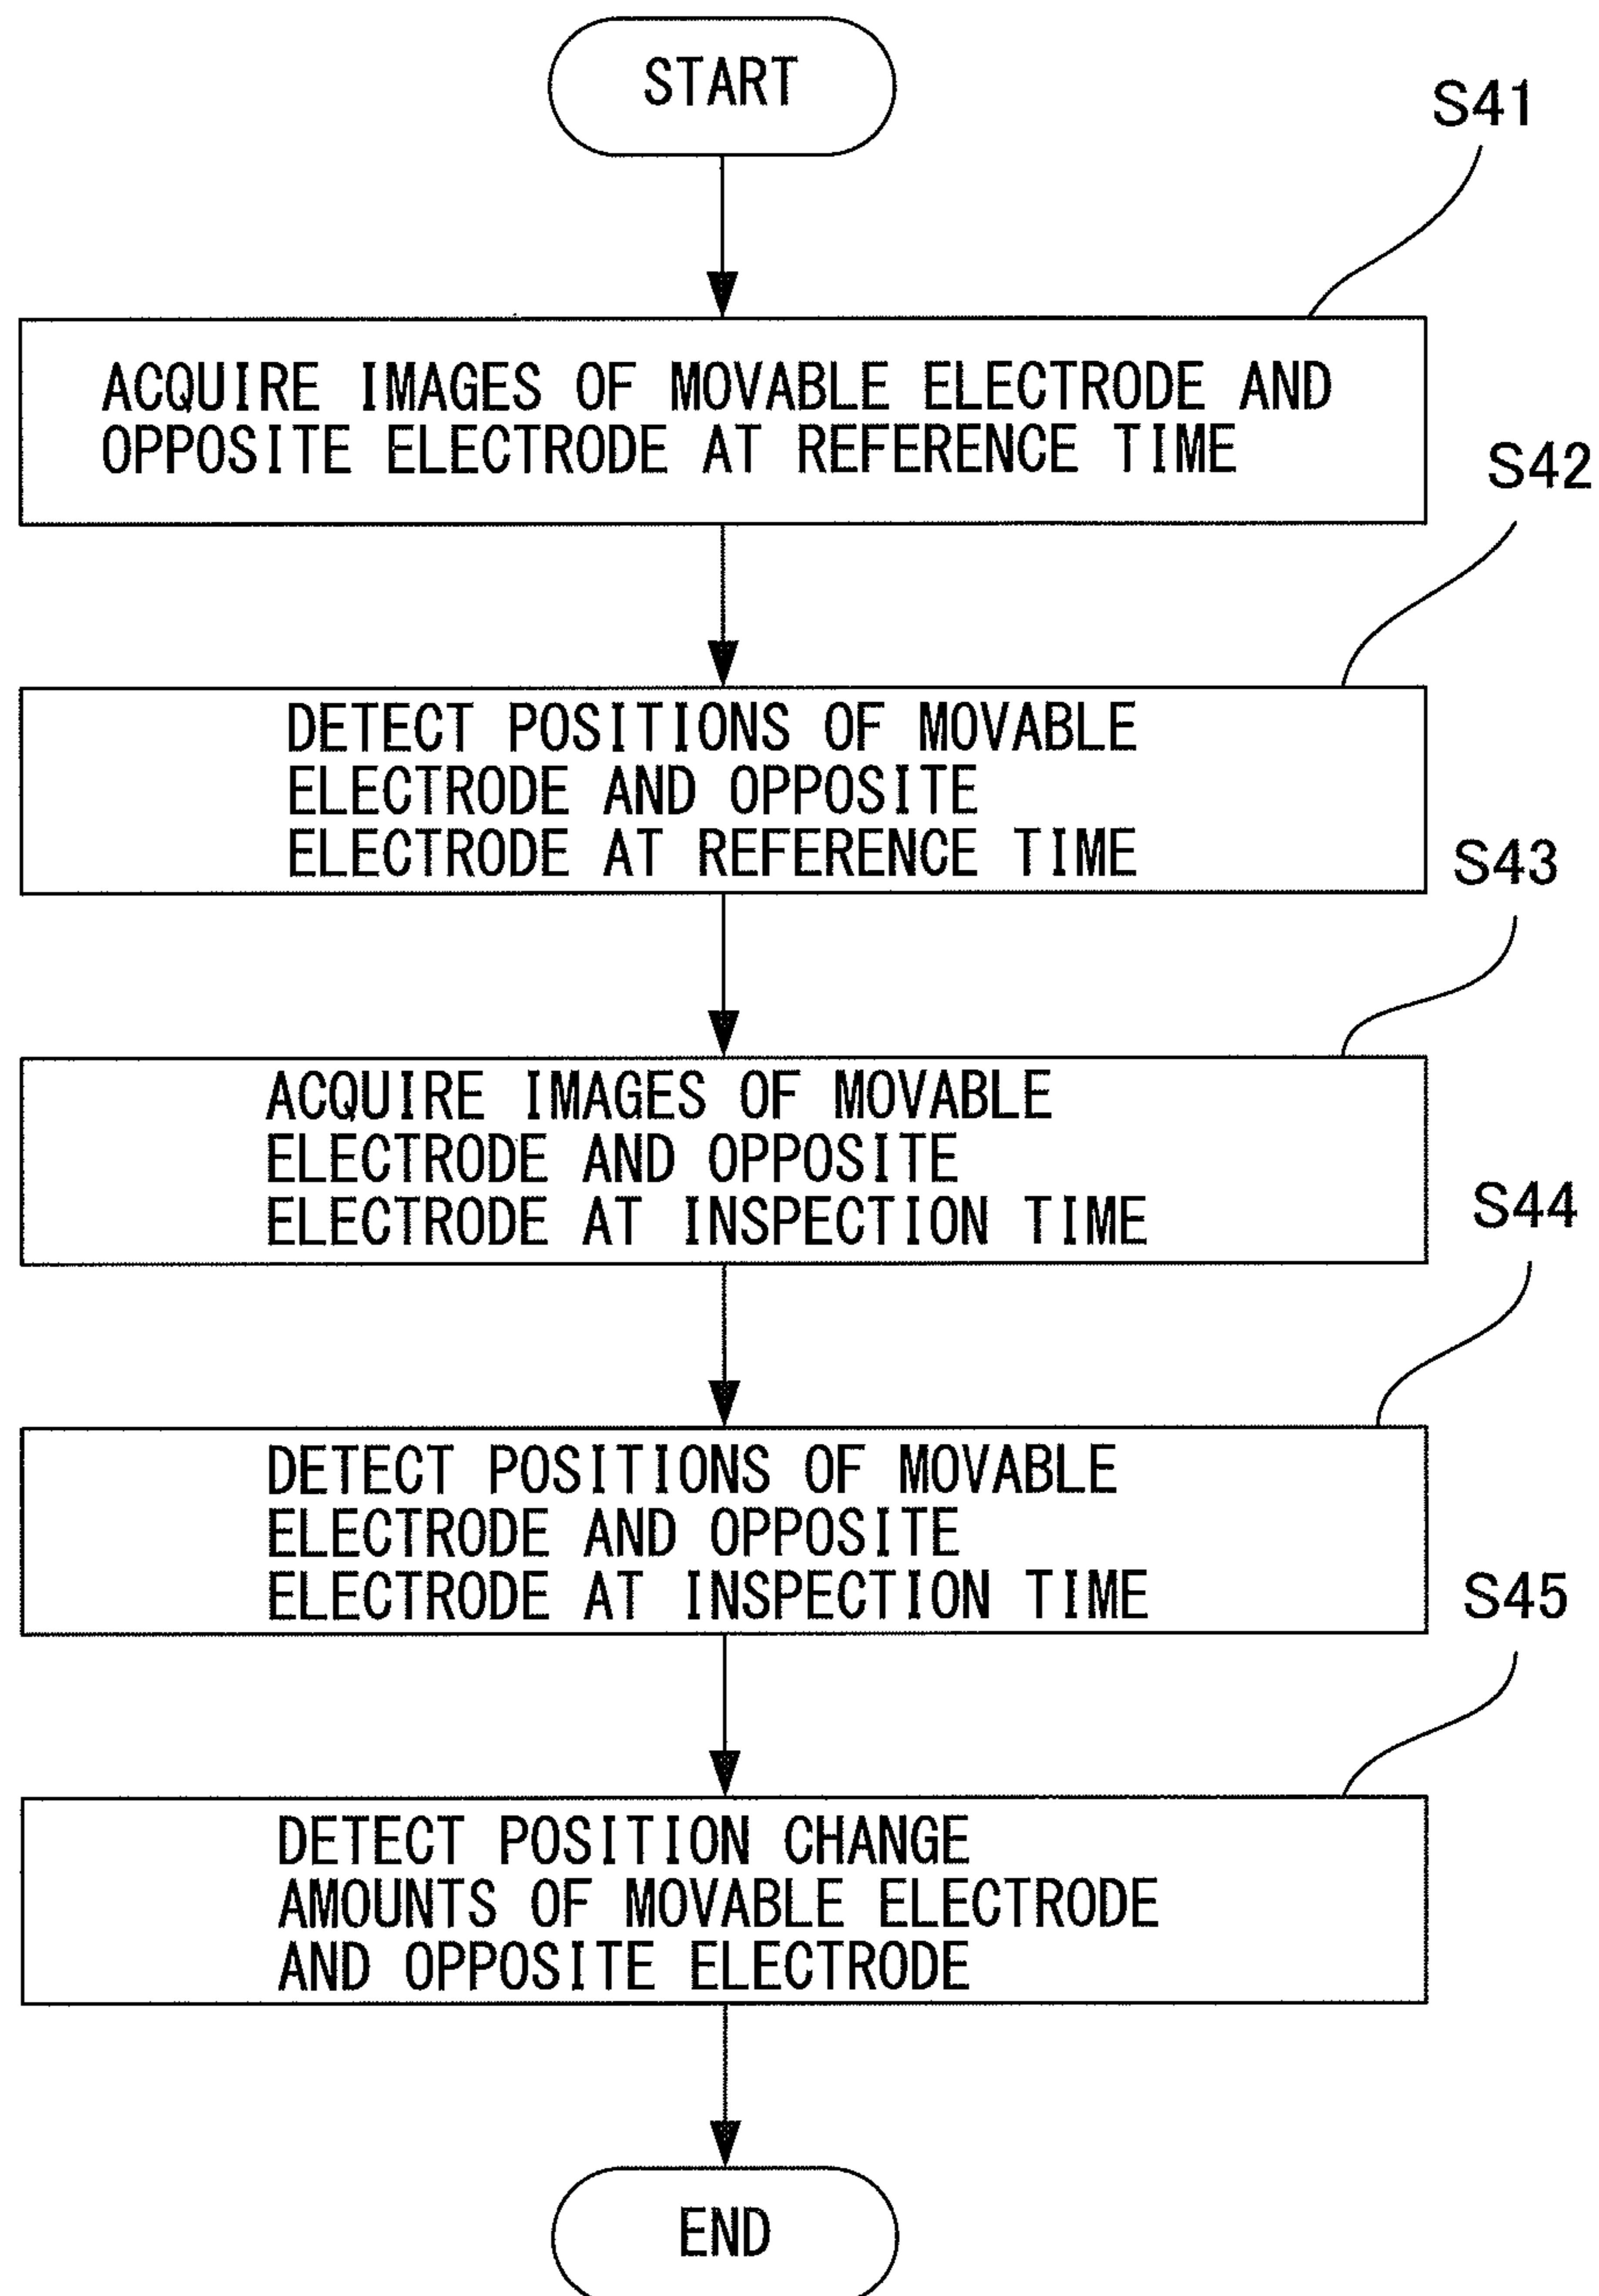 START
S41
ACQUIRE IMAGES OF MOVABLE ELECTRODE AND
OPPOSITE ELECTRODE AT REFERENCE TIME
S42
DETECT POSITIONS OF MOVABLE
ELECTRODE AND OPPOSITE
ELECTRODE AT REFERENCE TIME
S43
ACQUIRE IMAGES OF MOVABLE
ELECTRODE AND OPPOSITE
ELECTRODE AT INSPECTION TIME
S44
DETECT POSITIONS OF MOVABLE
ELECTRODE AND OPPOSITE
ELECTRODE AT INSPECTION TIME
S45
DETECT POSITION CHANGE
AMOUNTS OF MOVABLE ELECTRODE
AND OPPOSITE ELECTRODE
END